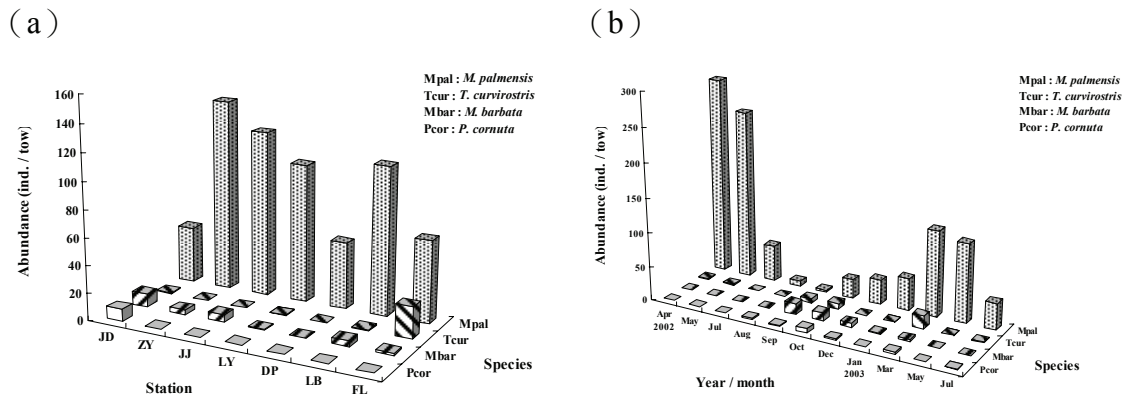 (a)
Mpal : M. palmensis
Tcur : T. curvirostris
Mbar : M. barbata
Pcor : P. cornuta
Abundance (ind. / tow)
160
140
120
100
80
60
40
20
0
JD
ZY
JJ
LY
DP
LB
FL
Station
Mpal
Tcur
Mbar
Pcor
Species
(b)
Mpal : M. palmensis
Tcur : T. curvirostris
Mbar : M. barbata
Pcor : P. cornuta
Abundance (ind. / tow)
300
250
200
150
100
50
0
Apr
2002
May
Jul
Aug
Sep
Oct
Dec
Jan
2003
Mar
May
Jul
Year / month
Mpal
Tcur
Mbar
Pcor
Species